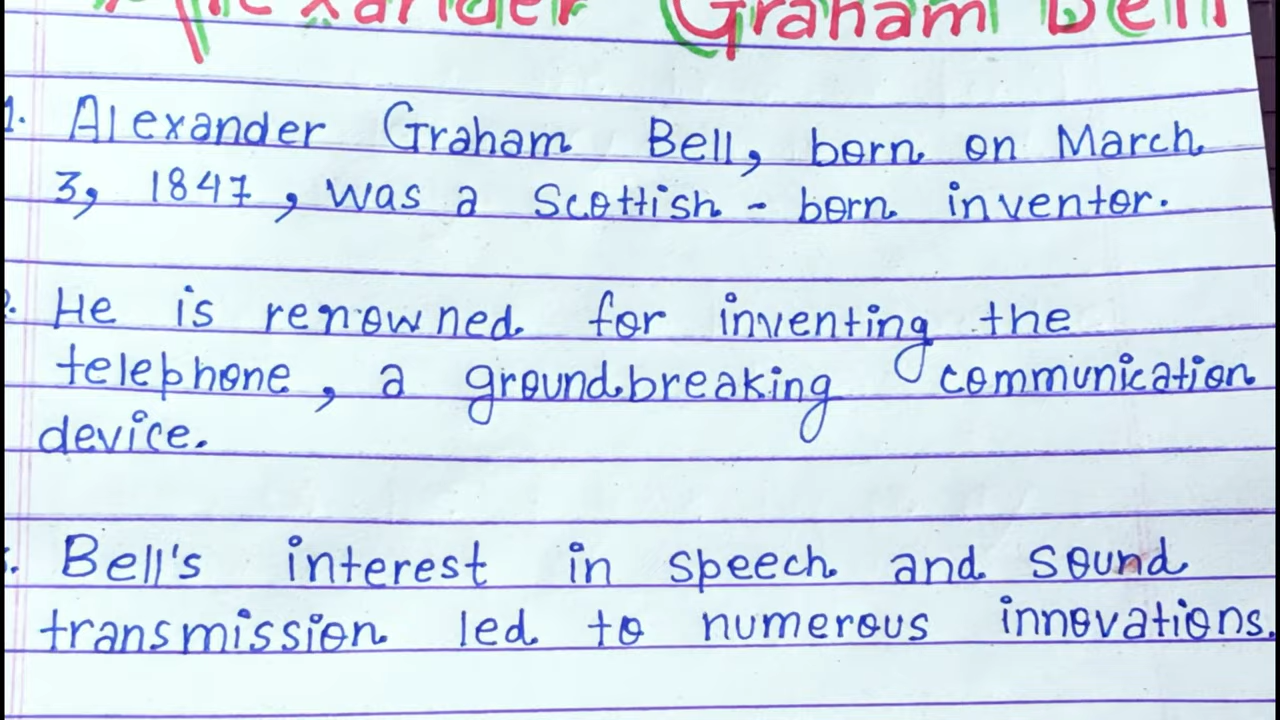 Alexander Graham Bell
1. Alexander Graham Bell, born on March
3, 1847, was a Scottish - born inventor.
2. He is renowned for inventing the
telephone, a groundbreaking communication
device.
3. Bell's interest in speech and sound
transmission led to numerous innovations.